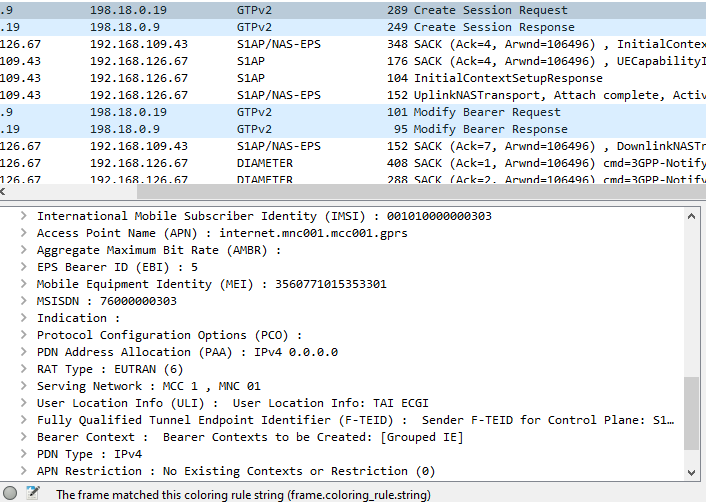 .9 198.18.0.19 GTPv2 289 Create Session Request
.19 198.18.0.9 GTPv2 249 Create Session Response
126.67 192.168.109.43 S1AP/NAS-EPS 348 SACK (Ack=4, Arwnd=106496) , InitialContex
109.43 192.168.126.67 S1AP 176 SACK (Ack=4, Arwnd=106496) , UECapabilityI
109.43 192.168.126.67 S1AP 104 InitialContextSetupResponse
109.43 192.168.126.67 S1AP/NAS-EPS 152 UplinkNASTransport, Attach complete, Activ
.9 198.18.0.19 GTPv2 101 Modify Bearer Request
.19 198.18.0.9 GTPv2 95 Modify Bearer Response
126.67 192.168.109.43 S1AP/NAS-EPS 152 SACK (Ack=7, Arwnd=106496) , DownlinkNASTr
126.67 192.168.126.67 DIAMETER 408 SACK (Ack=1, Arwnd=106496) cmd=3GPP-Notify
126.67 192.168.126.67 DIAMETER 288 SACK (Ack=2, Arwnd=106496) cmd=3GPP-Notify
International Mobile Subscriber Identity (IMSI) : 001010000000303
Access Point Name (APN) : internet.mnc001.mcc001.gprs
Aggregate Maximum Bit Rate (AMBR) :
EPS Bearer ID (EBI) : 5
Mobile Equipment Identity (MEI) : 3560771015353301
MSISDN : 76000000303
Indication :
Protocol Configuration Options (PCO) :
PDN Address Allocation (PAA) : IPv4 0.0.0.0
RAT Type : EUTRAN (6)
Serving Network : MCC 1 , MNC 01
User Location Info (ULI) : User Location Info: TAI ECGI
Fully Qualified Tunnel Endpoint Identifier (F-TEID) : Sender F-TEID for Control Plane: S1…
Bearer Context : Bearer Contexts to be Created: [Grouped IE]
PDN Type : IPv4
APN Restriction : No Existing Contexts or Restriction (0)
The frame matched this coloring rule string (frame.coloring_rule.string)